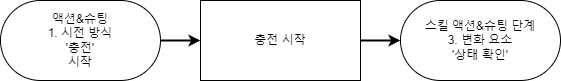 액션&슈팅
1. 시전 방식
'충전'
시작
충전 시작
스킬 액션&슈팅 단계
3. 변화 요소
'상태 확인'